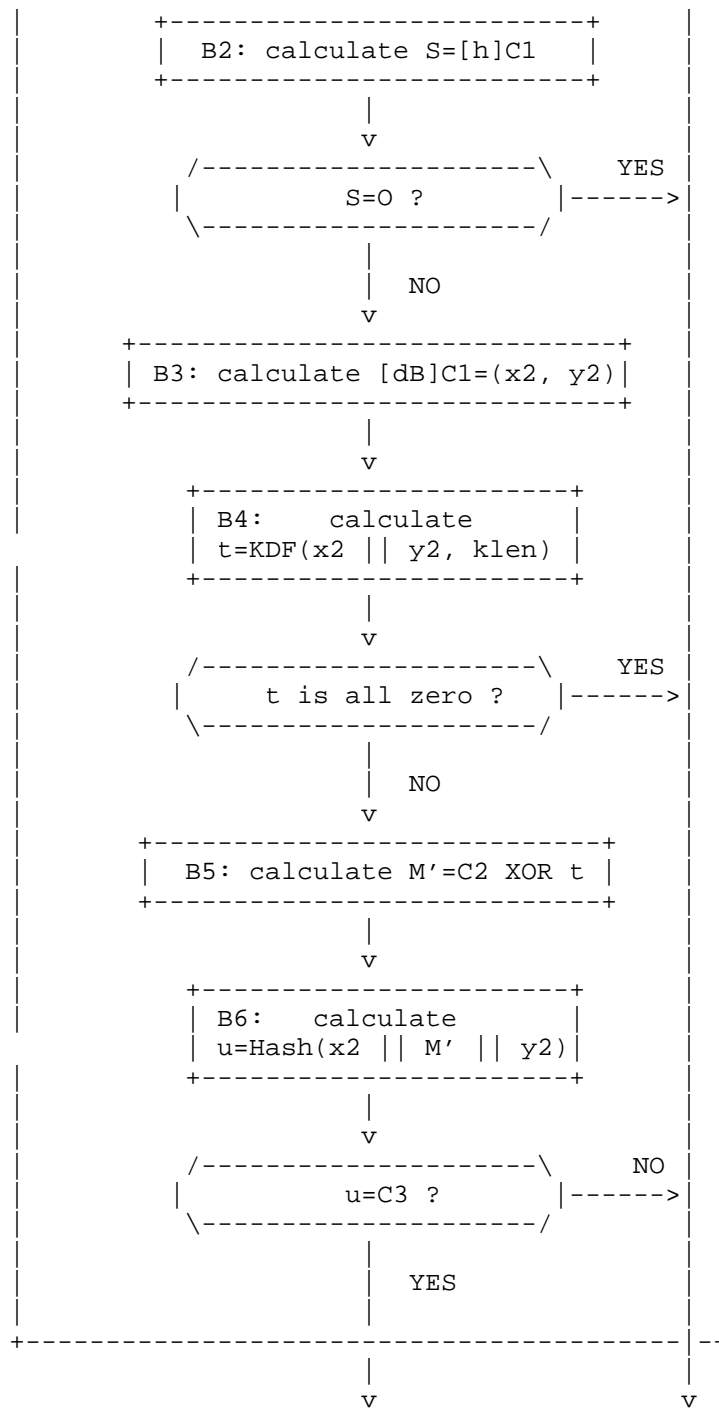 B2: calculate S=[h]C1
YES
S=O ?
NO
B3: calculate [dB]C1=(x2, y2)
B4: calculate
t=KDF(x2 || y2, klen)
YES
t is all zero ?
NO
B5: calculate M’=C2 XOR t
B6: calculate
u=Hash(x2 || M’ || y2)
NO
u=C3 ?
YES